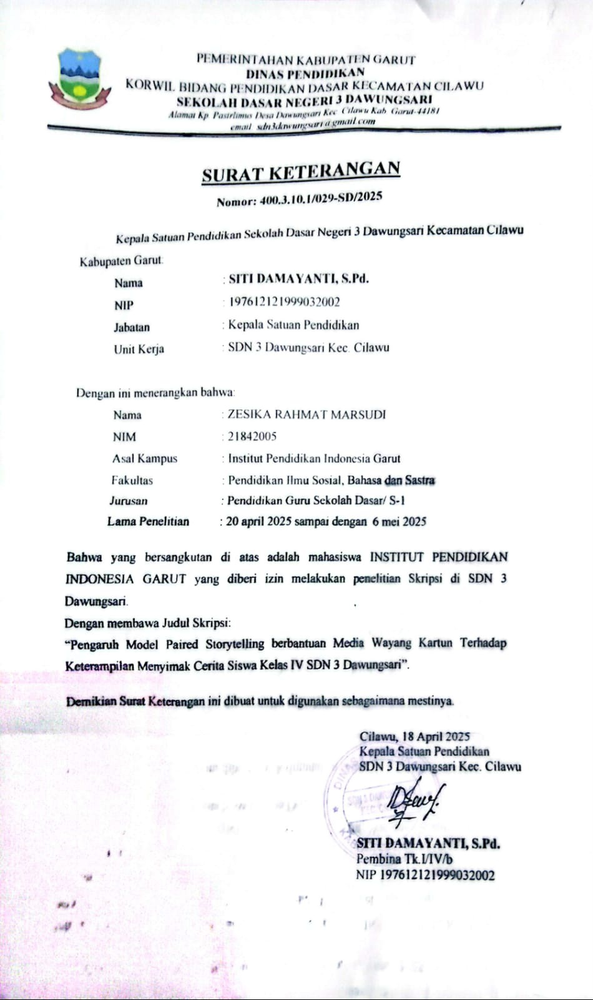 PEMERINTAHAN KABUPATEN GARUT
DINAS PENDIDIKAN
KORWIL BIDANG PENDIDIKAN DASAR KECAMATAN CILAWU
SEKOLAH DASAR NEGERI 3 DAWUNGSARI
Alamat Kp. Pasirlimus Desa Dawungsari Kec Cilawu Kab. Garut-44181
email sdn3dawungsari@gmail.com
SURAT KETERANGAN
Nomor: 400.3.10.1/029-SD/2025
Kepala Satuan Pendidikan Sekolah Dasar Negeri 3 Dawungsari Kecamatan Cilawu
Kabupaten Garut:
Nama : SITI DAMAYANTI, S.Pd.
NIP : 197612121999032002
Jabatan : Kepala Satuan Pendidikan
Unit Kerja : SDN 3 Dawungsari Kec. Cilawu
Dengan ini menerangkan bahwa:
Nama : ZESIKA RAHMAT MARSUDI
NIM : 21842005
Asal Kampus : Institut Pendidikan Indonesia Garut
Fakultas : Pendidikan Ilmu Sosial, Bahasa dan Sastra
Jurusan : Pendidikan Guru Sekolah Dasar/ S-1
Lama Penelitian : 20 april 2025 sampai dengan 6 mei 2025
Bahwa yang bersangkutan di atas adalah mahasiswa INSTITUT PENDIDIKAN
INDONESIA GARUT yang diberi izin melakukan penelitian Skripsi di SDN 3
Dawungsari.
Dengan membawa Judul Skripsi:
“Pengaruh Model Paired Storytelling berbantuan Media Wayang Kartun Terhadap
Keterampilan Menyimak Cerita Siswa Kelas IV SDN 3 Dawungsari”.
Demikian Surat Keterangan ini dibuat untuk digunakan sebagaimana mestinya.
Cilawu, 18 April 2025
Kepala Satuan Pendidikan
SDN 3 Dawungsari Kec. Cilawu
SITI DAMAYANTI, S.Pd.
Pembina Tk.I/IV/b
NIP 197612121999032002